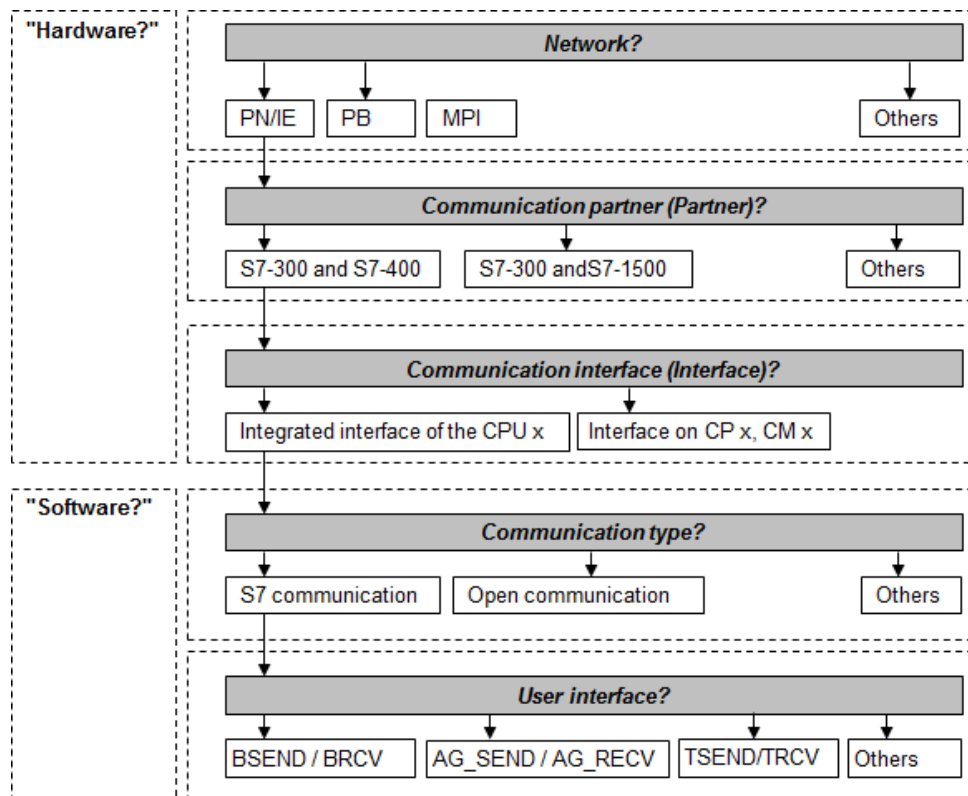 "Hardware?"
Network?
PN/IE
PB
MPI
Others
Communication partner (Partner)?
S7-300 and S7-400
S7-300 andS7-1500
Others
Communication interface (Interface)?
Integrated interface of the CPU x
Interface on CP x, CM x
"Software?"
Communication type?
S7 communication
Open communication
Others
User interface?
BSEND / BRCV
AG_SEND / AG_RECV
TSEND/TRCV
Others